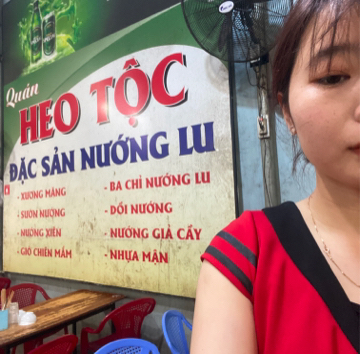 Quán
HEO TỘC
ĐẶC SẢN NƯỚNG LU
- XƯƠNG MĂNG
- SƯỜN NƯỚNG
- NƯỚNG XIÊN
- GIÒ CHIÊN MẮM
- BA CHỈ NƯỚNG LU
- DỒI NƯỚNG
- NƯỚNG GIẢ CẦY
- NHỰA MẬN